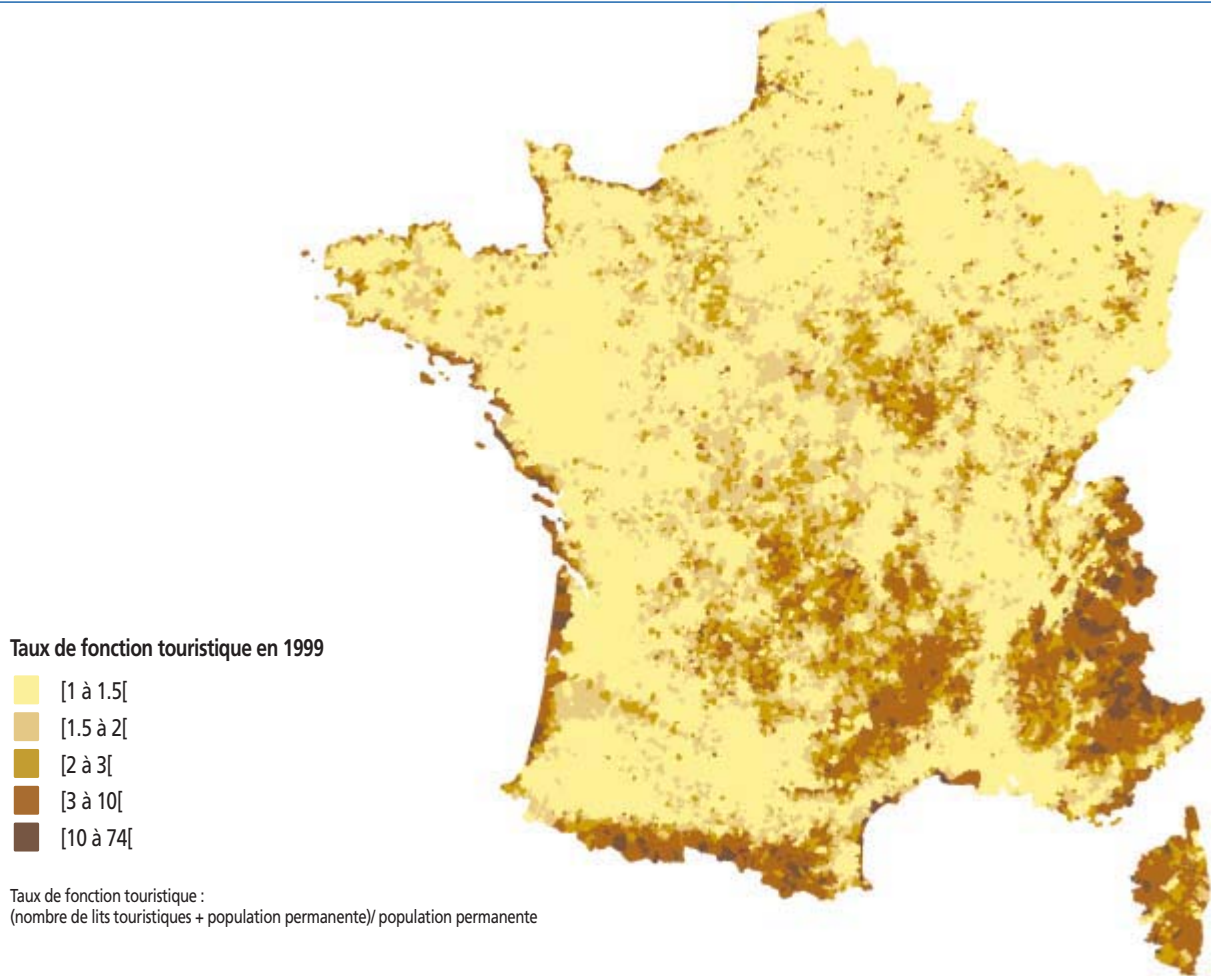 Taux de fonction touristique en 1999
[1 à 1.5[
[1.5 à 2[
[2 à 3[
[3 à 10[
[10 à 74[
Taux de fonction touristique :
(nombre de lits touristiques + population permanente)/ population permanente